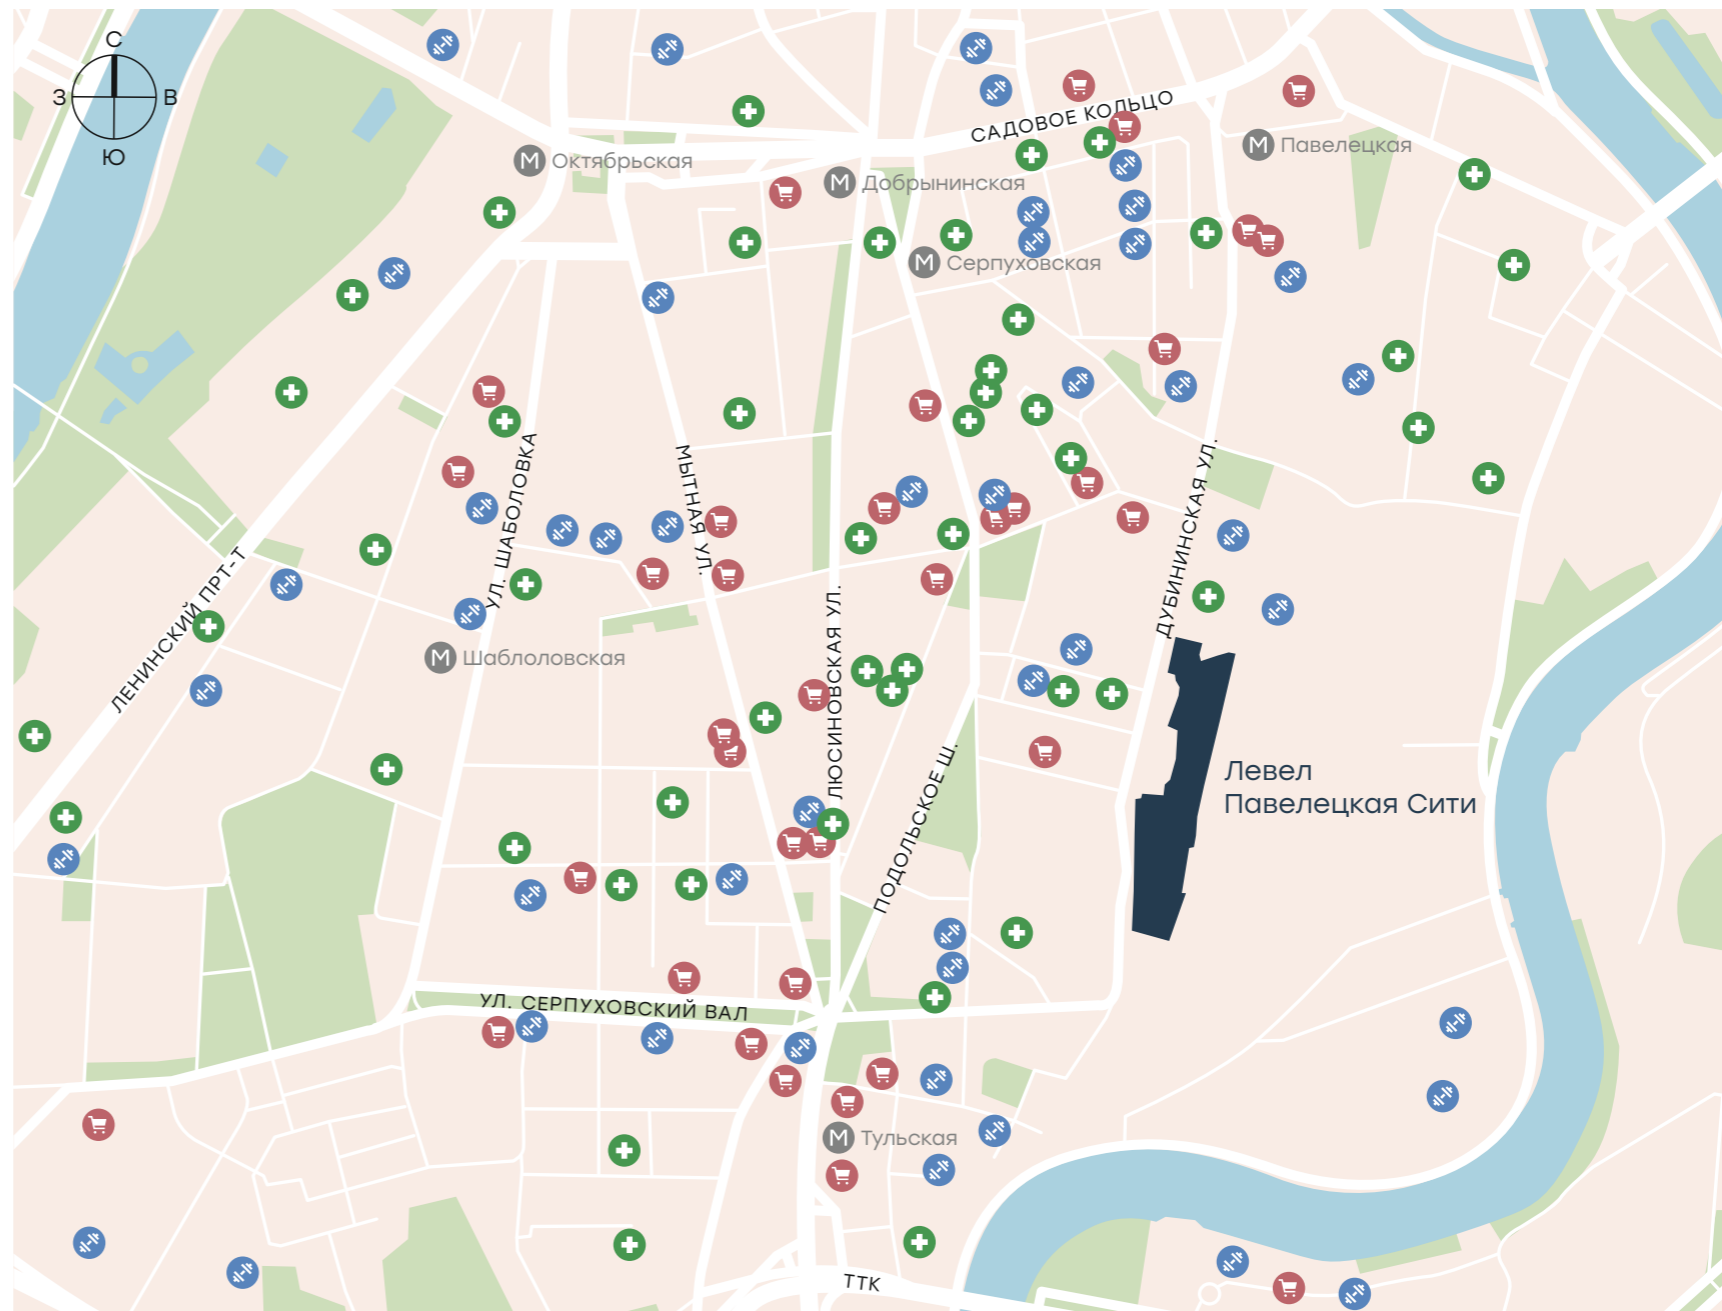 С
З
В
Ю
САДОВОЕ КОЛЬЦО
М Октябрьская
М Павелецкая
М Добрынинская
М Серпуховская
УЛ. ШАБОЛОВКА
МЫТНАЯ УЛ.
ДУБИНИНСКАЯ УЛ.
ЛЕНИНСКИЙ ПРТ-Т
ЛЮСИНОВСКАЯ УЛ.
М Шаблоловская
ПОДОЛЬСКОЕ Ш.
Левел
Павелецкая Сити
УЛ. СЕРПУХОВСКИЙ ВАЛ
М Тульская
ТТК